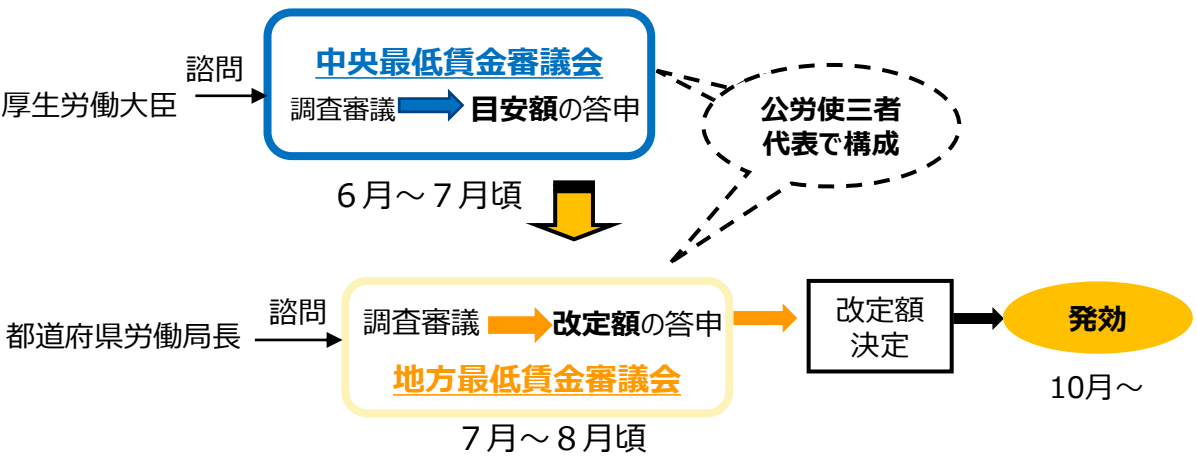 厚生労働大臣
諮問
中央最低賃金審議会
調査審議
目安額の答申
公労使三者
代表で構成
６月～７月頃
都道府県労働局長
諮問
調査審議
改定額の答申
地方最低賃金審議会
７月～８月頃
改定額
決定
発効
10月～